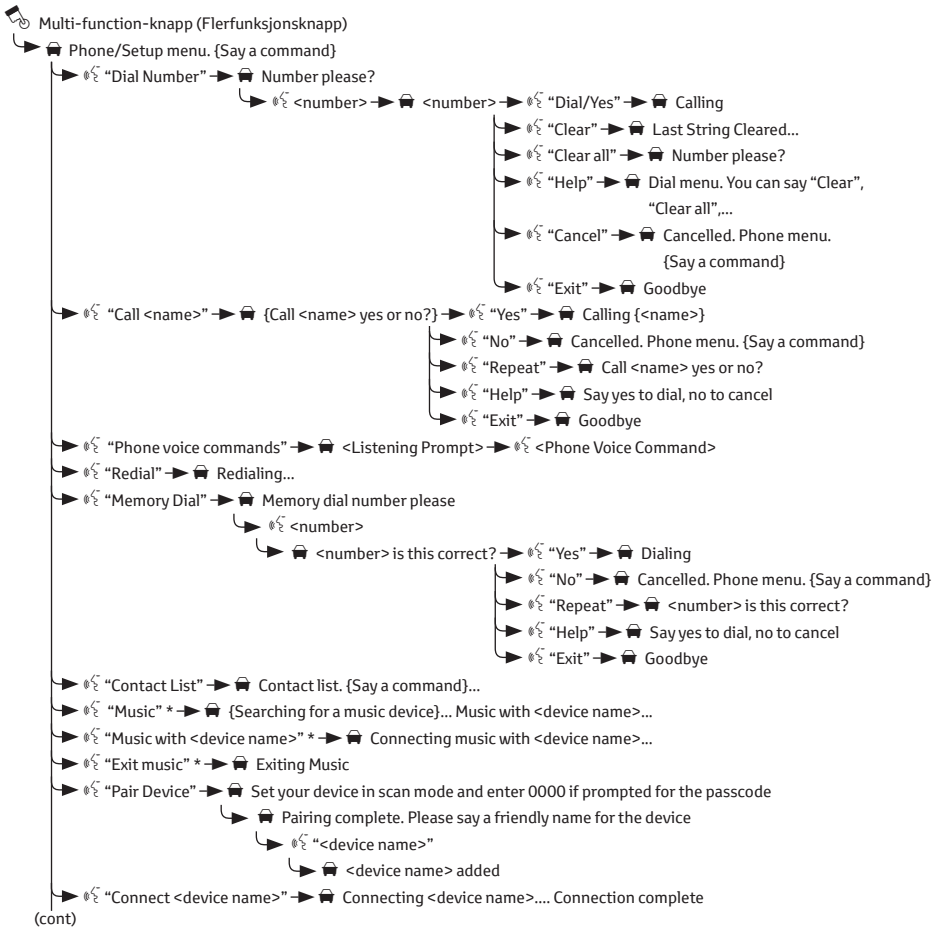 Multi-function-knapp (Flerfunksjonsknapp)
Phone/Setup menu. {Say a command}
“Dial Number” Number please?
<number> <number> “Dial/Yes” Calling
“Clear” Last String Cleared...
“Clear all” Number please?
“Help” Dial menu. You can say “Clear”,
“Clear all”,...
“Cancel” Cancelled. Phone menu.
{Say a command}
“Exit” Goodbye
“Call <name>” {Call <name> yes or no?} “Yes” Calling {<name>}
“No” Cancelled. Phone menu. {Say a command}
“Repeat” Call <name> yes or no?
“Help” Say yes to dial, no to cancel
“Exit” Goodbye
“Phone voice commands” <Listening Prompt> <Phone Voice Command>
“Redial” Redialing...
“Memory Dial” Memory dial number please
<number>
<number> is this correct? “Yes” Dialing
“No” Cancelled. Phone menu. {Say a command}
“Repeat” <number> is this correct?
“Help” Say yes to dial, no to cancel
“Exit” Goodbye
“Contact List” Contact list. {Say a command}...
“Music” * {Searching for a music device}... Music with <device name>...
“Music with <device name>” * Connecting music with <device name>...
“Exit music” * Exiting Music
“Pair Device” Set your device in scan mode and enter 0000 if prompted for the passcode
Pairing complete. Please say a friendly name for the device
“<device name>”
<device name> added
“Connect <device name>” Connecting <device name>.... Connection complete
(cont)